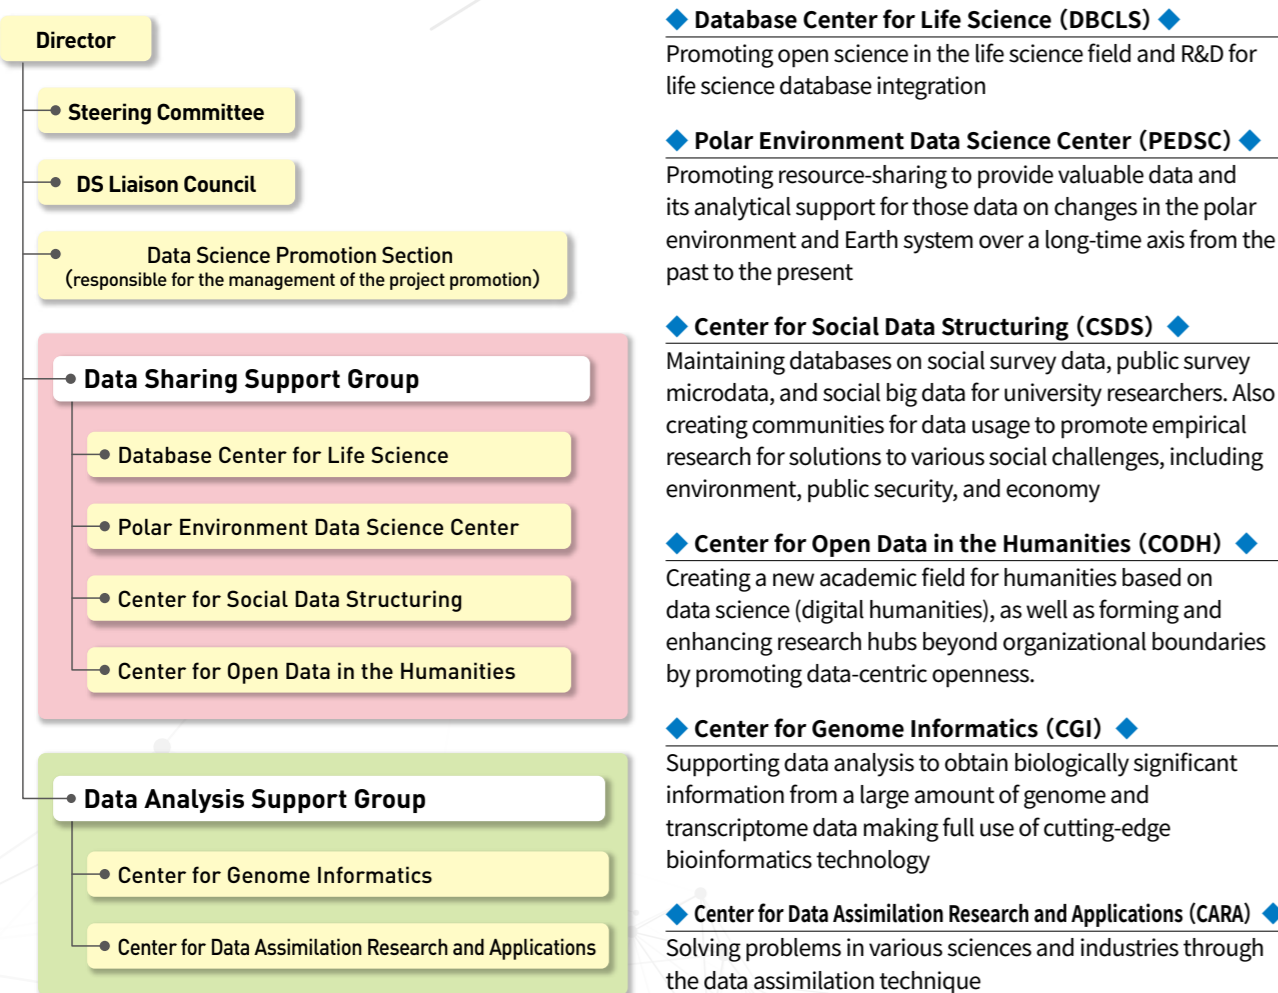 Director
Steering Committee
DS Liaison Council
Data Science Promotion Section
(responsible for the management of the project promotion)
Data Sharing Support Group
Database Center for Life Science
Polar Environment Data Science Center
Center for Social Data Structuring
Center for Open Data in the Humanities
Data Analysis Support Group
Center for Genome Informatics
Center for Data Assimilation Research and Applications
◆ Database Center for Life Science (DBCLS) ◆
Promoting open science in the life science field and R&D for
life science database integration
◆ Polar Environment Data Science Center (PEDSC) ◆
Promoting resource-sharing to provide valuable data and
its analytical support for those data on changes in the polar
environment and Earth system over a long-time axis from the
past to the present
◆ Center for Social Data Structuring (CSDS) ◆
Maintaining databases on social survey data, public survey
microdata, and social big data for university researchers. Also
creating communities for data usage to promote empirical
research for solutions to various social challenges, including
environment, public security, and economy
◆ Center for Open Data in the Humanities (CODH) ◆
Creating a new academic field for humanities based on
data science (digital humanities), as well as forming and
enhancing research hubs beyond organizational boundaries
by promoting data-centric openness.
◆ Center for Genome Informatics (CGI) ◆
Supporting data analysis to obtain biologically significant
information from a large amount of genome and
transcriptome data making full use of cutting-edge
bioinformatics technology
◆ Center for Data Assimilation Research and Applications (CARA) ◆
Solving problems in various sciences and industries through
the data assimilation technique